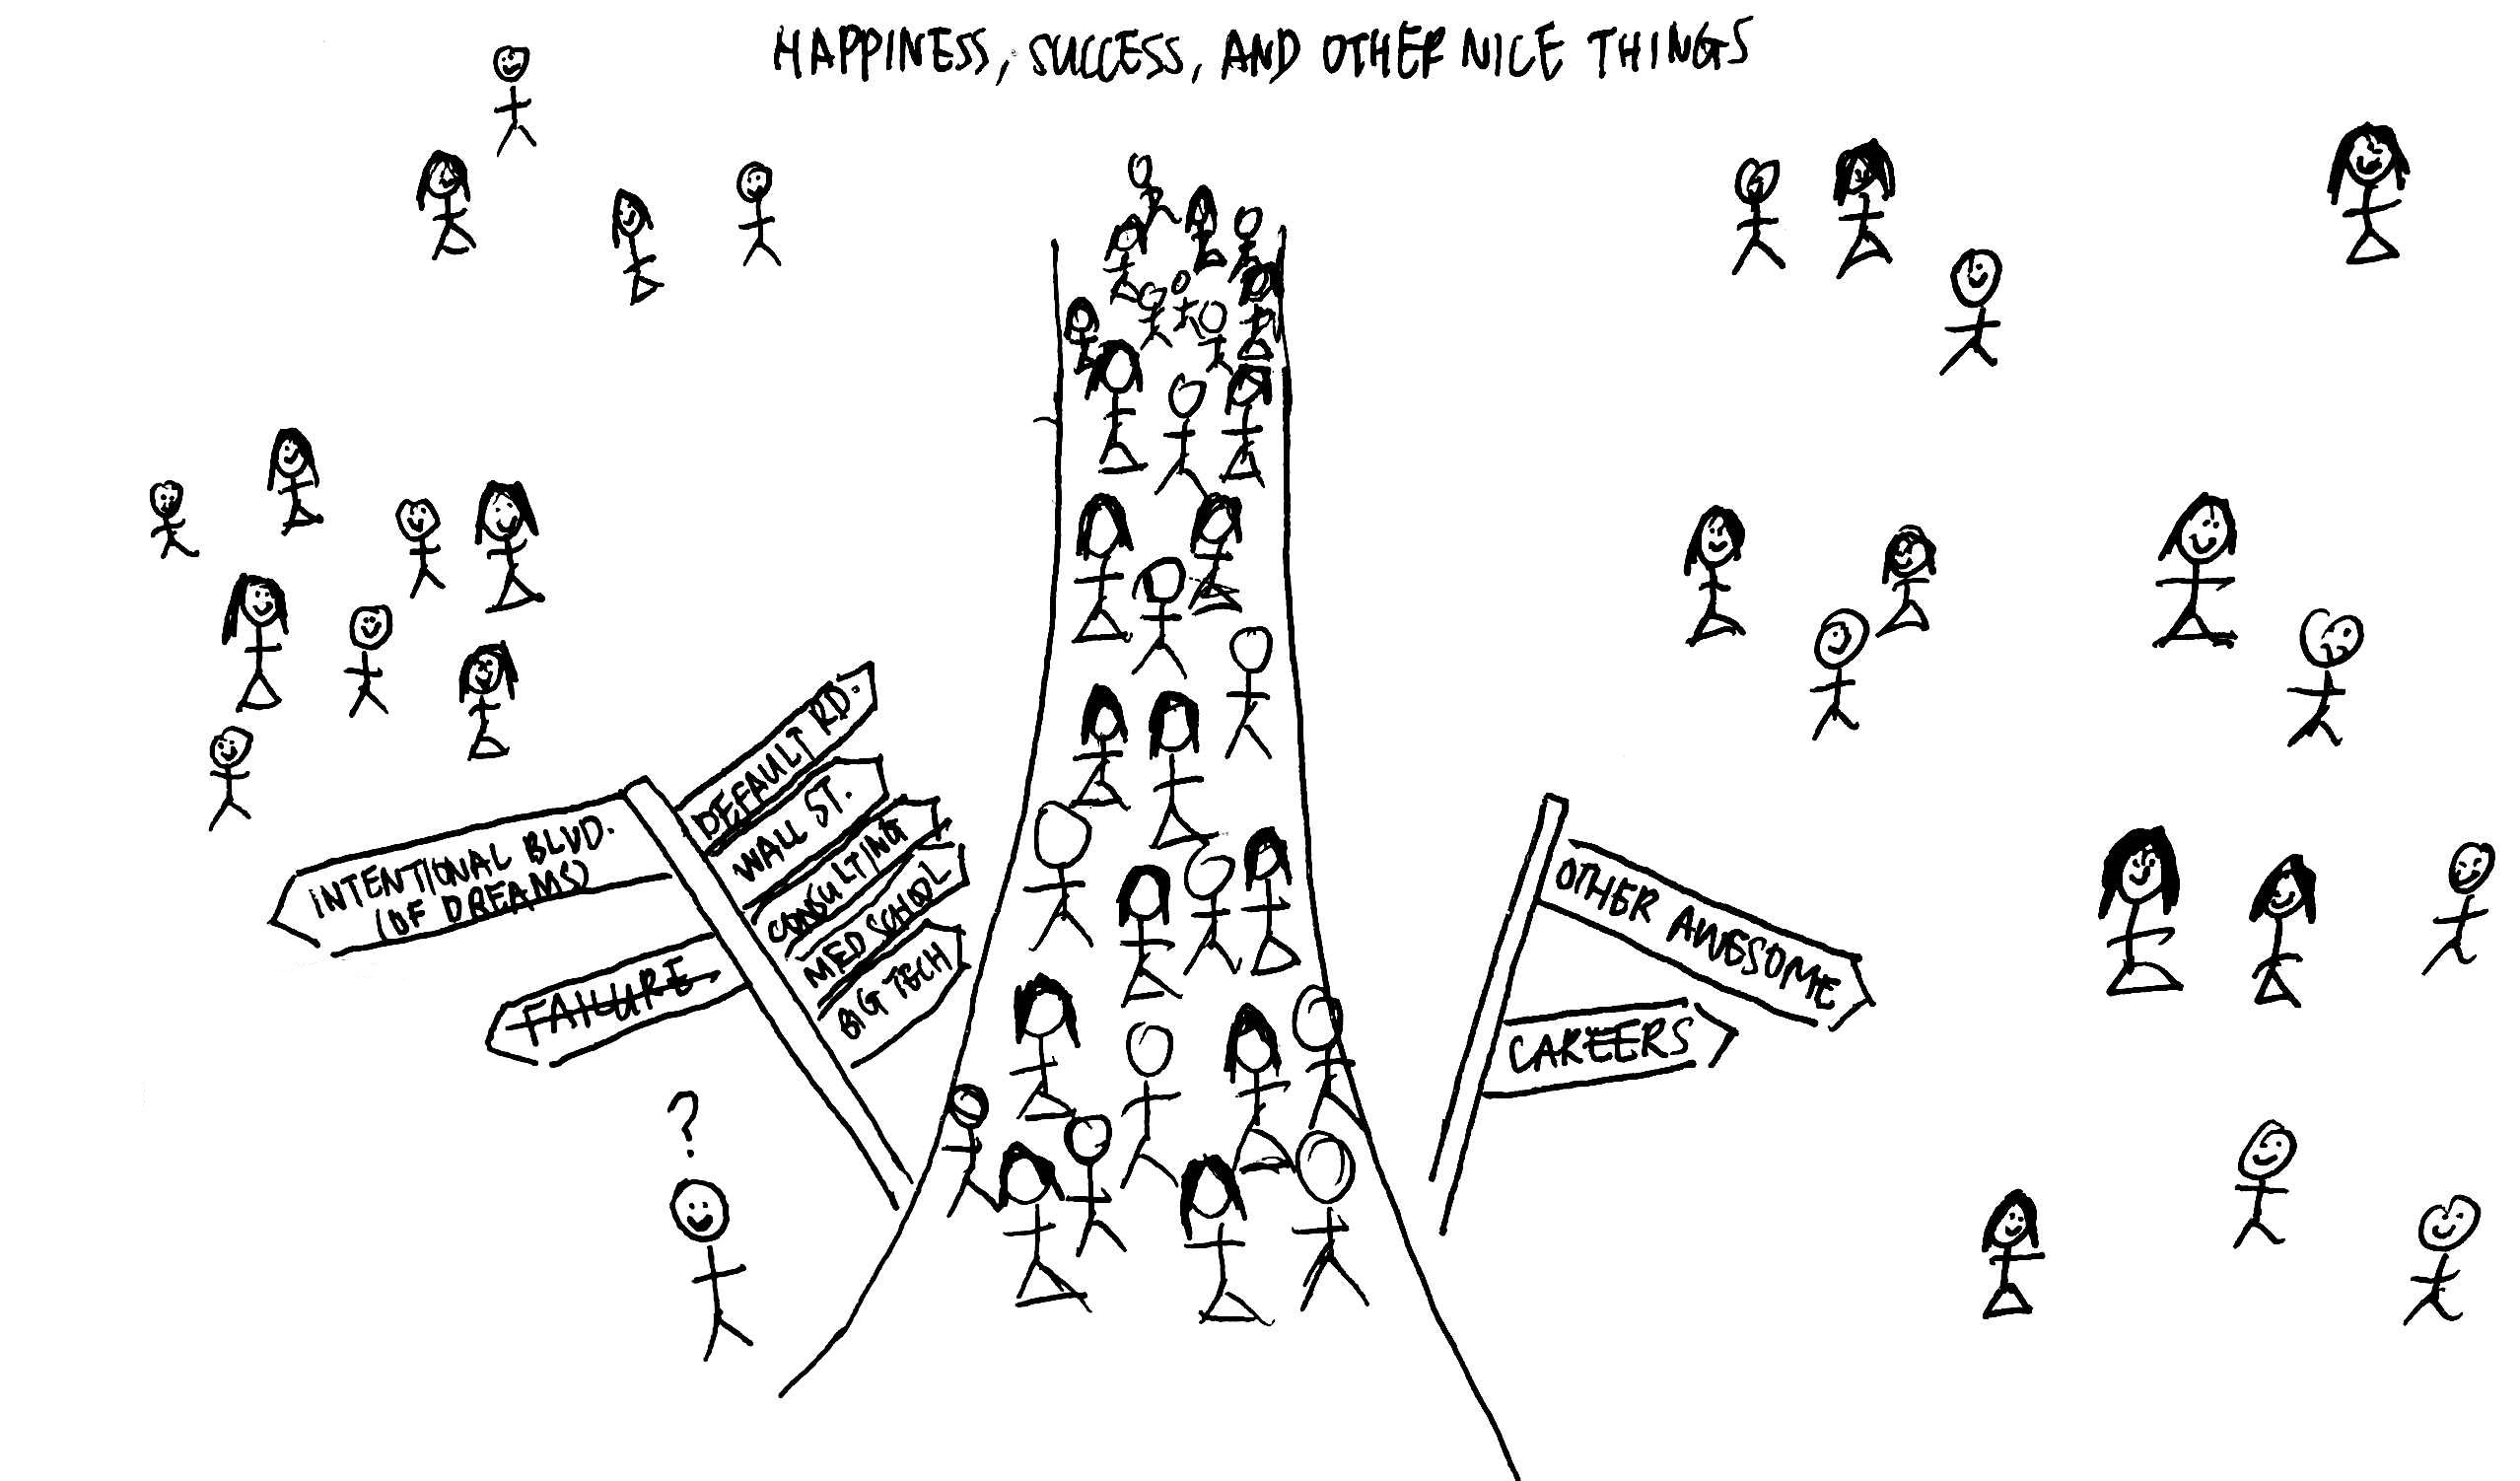 HAPPINESS, SUCCESS, AND OTHER NICE THINGS
DEFAULT RD.
WALL ST.
CONSULTING
MED SCHOOL
BIG TECH
INTENTIONAL BLVD.
(OF DREAMS)
FAILURE
OTHER AWESOME
CAREERS
?